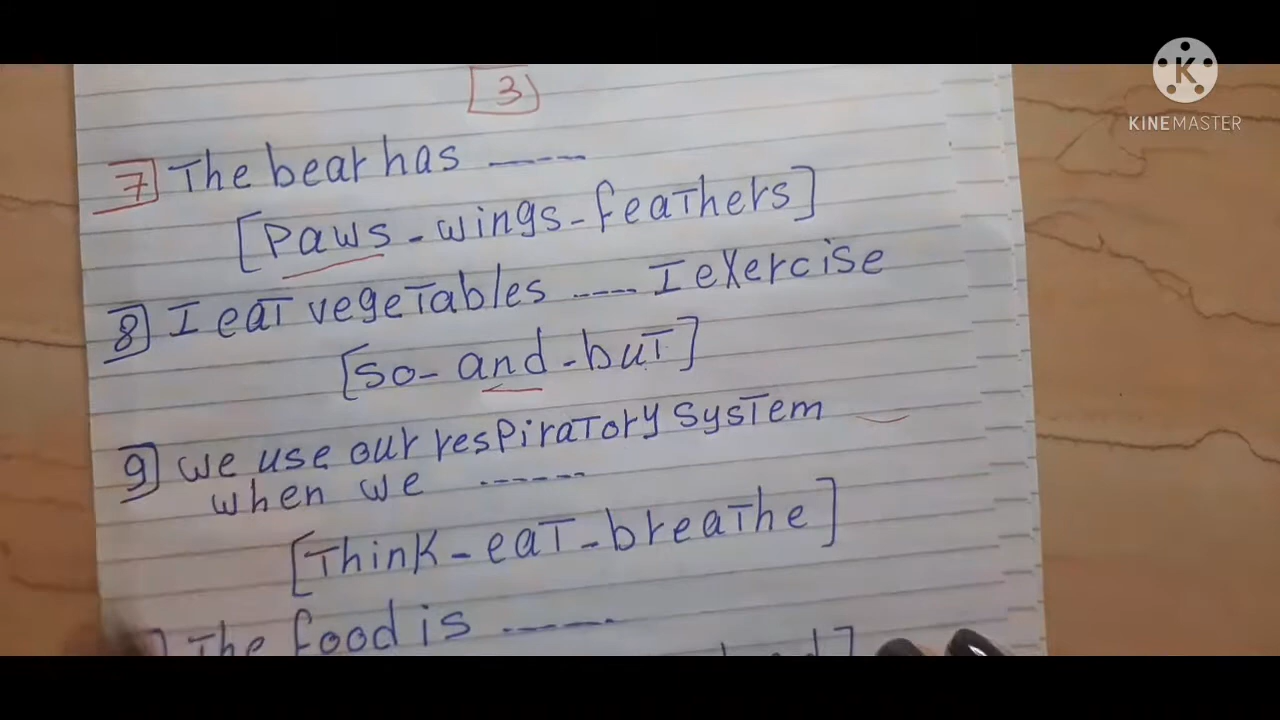 3
K
KINEMASTER
7] The bear has -----
[paws - wings - feathers]
8] I eat vegetables ---- I exercise
[so - and - but]
9] we use our respiratory system
when we ------
[Think - eat - breathe]
The food is -----